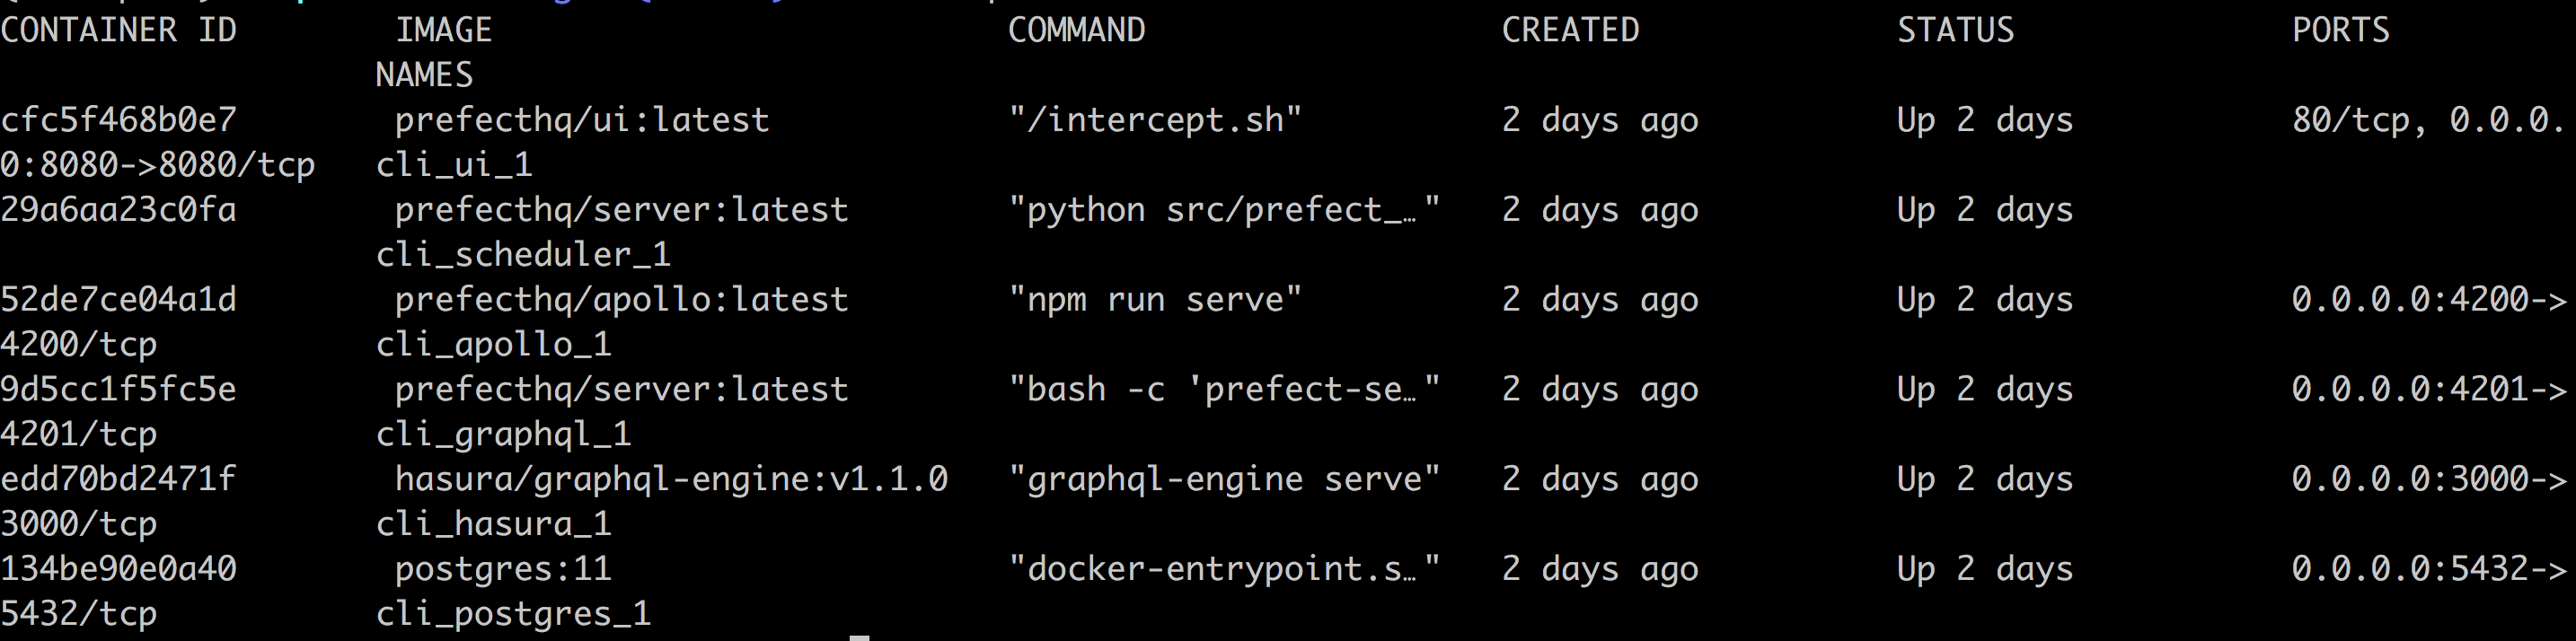 CONTAINER ID        IMAGE                          COMMAND                  CREATED             STATUS              PORTS
                   NAMES
cfc5f468b0e7        prefecthq/ui:latest            "/intercept.sh"          2 days ago          Up 2 days           80/tcp, 0.0.0.
0:8080->8080/tcp   cli_ui_1
29a6aa23c0fa        prefecthq/server:latest        "python src/prefect_…"   2 days ago          Up 2 days
                   cli_scheduler_1
52de7ce04a1d        prefecthq/apollo:latest        "npm run serve"          2 days ago          Up 2 days           0.0.0.0:4200->
4200/tcp           cli_apollo_1
9d5cc1f5fc5e        prefecthq/server:latest        "bash -c 'prefect-se…"   2 days ago          Up 2 days           0.0.0.0:4201->
4201/tcp           cli_graphql_1
edd70bd2471f        hasura/graphql-engine:v1.1.0   "graphql-engine serve"   2 days ago          Up 2 days           0.0.0.0:3000->
3000/tcp           cli_hasura_1
134be90e0a40        postgres:11                    "docker-entrypoint.s…"   2 days ago          Up 2 days           0.0.0.0:5432->
5432/tcp           cli_postgres_1